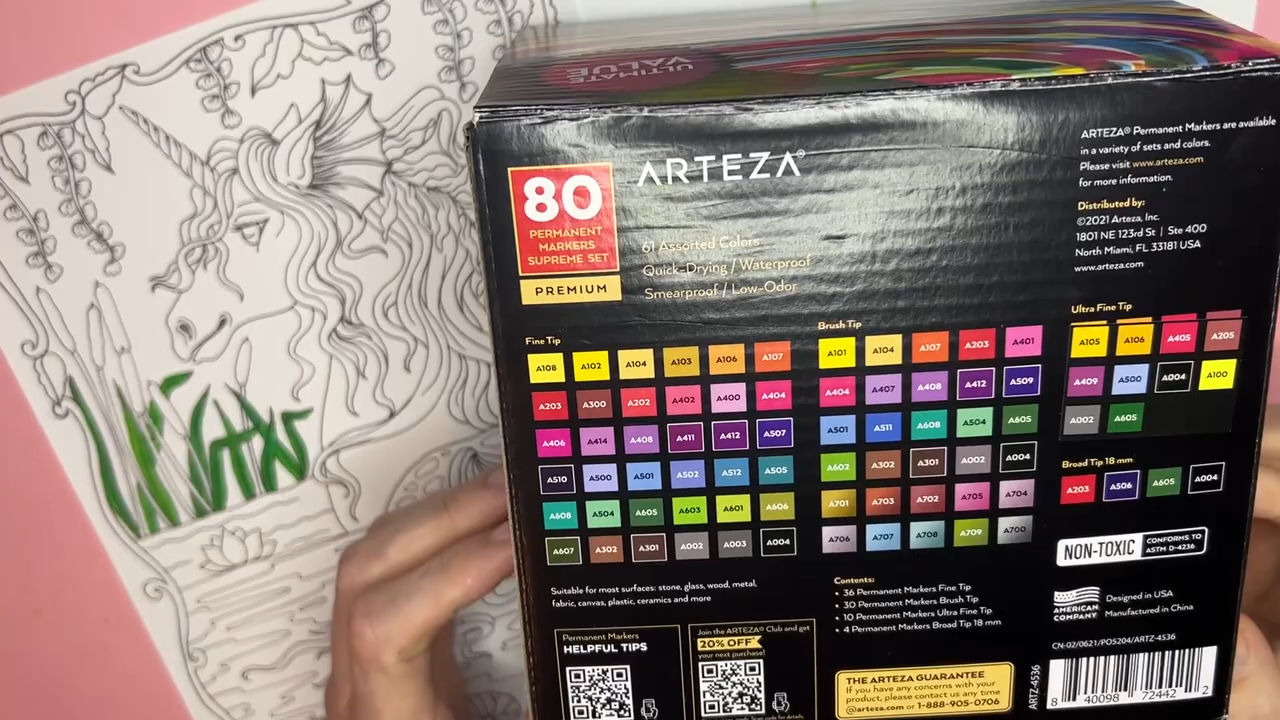 ULTIMATE
VALUE
80
PERMANENT
MARKERS
SUPREME SET
PREMIUM
ARTEZA®
61 Assorted Colors
Quick-Drying / Waterproof
Smearproof / Low-Odor
ARTEZA® Permanent Markers are available
in a variety of sets and colors.
Please visit www.arteza.com
for more information.
Distributed by:
©2021 Arteza, Inc.
1801 NE 123rd St | Ste 400
North Miami, FL 33181 USA
www.arteza.com
Fine Tip
A108 A102 A104 A103 A106 A107
A203 A300 A202 A402 A400 A404
A406 A414 A408 A411 A412 A507
A510 A500 A501 A502 A512 A505
A608 A504 A605 A603 A601 A606
A607 A302 A301 A002 A003 A004
Brush Tip
A101 A104 A107 A203 A401
A404 A407 A408 A412 A509
A501 A511 A608 A504 A605
A602 A302 A301 A002 A004
A701 A703 A702 A705 A704
A706 A707 A708 A709 A700
Ultra Fine Tip
A105 A106 A405 A205
A409 A500 A004 A100
A002 A605
Broad Tip 18 mm
A203 A506 A605 A004
NON-TOXIC
CONFORMS TO
ASTM D-4236
Suitable for most surfaces: stone, glass, wood, metal,
fabric, canvas, plastic, ceramics and more
Contents:
• 36 Permanent Markers Fine Tip
• 30 Permanent Markers Brush Tip
• 10 Permanent Markers Ultra Fine Tip
• 4 Permanent Markers Broad Tip 18 mm
AMERICAN
COMPANY
Designed in USA
Manufactured in China
Permanent Markers
HELPFUL TIPS
Join the ARTEZA® Club and get
20% OFF*
your next purchase!
THE ARTEZA GUARANTEE
If you have any concerns with your
product, please contact us any time
@arteza.com or 1-888-905-0706
CN-02/0621/POS204/ARTZ-4536
ARTZ-4536
8 40098 72442 2